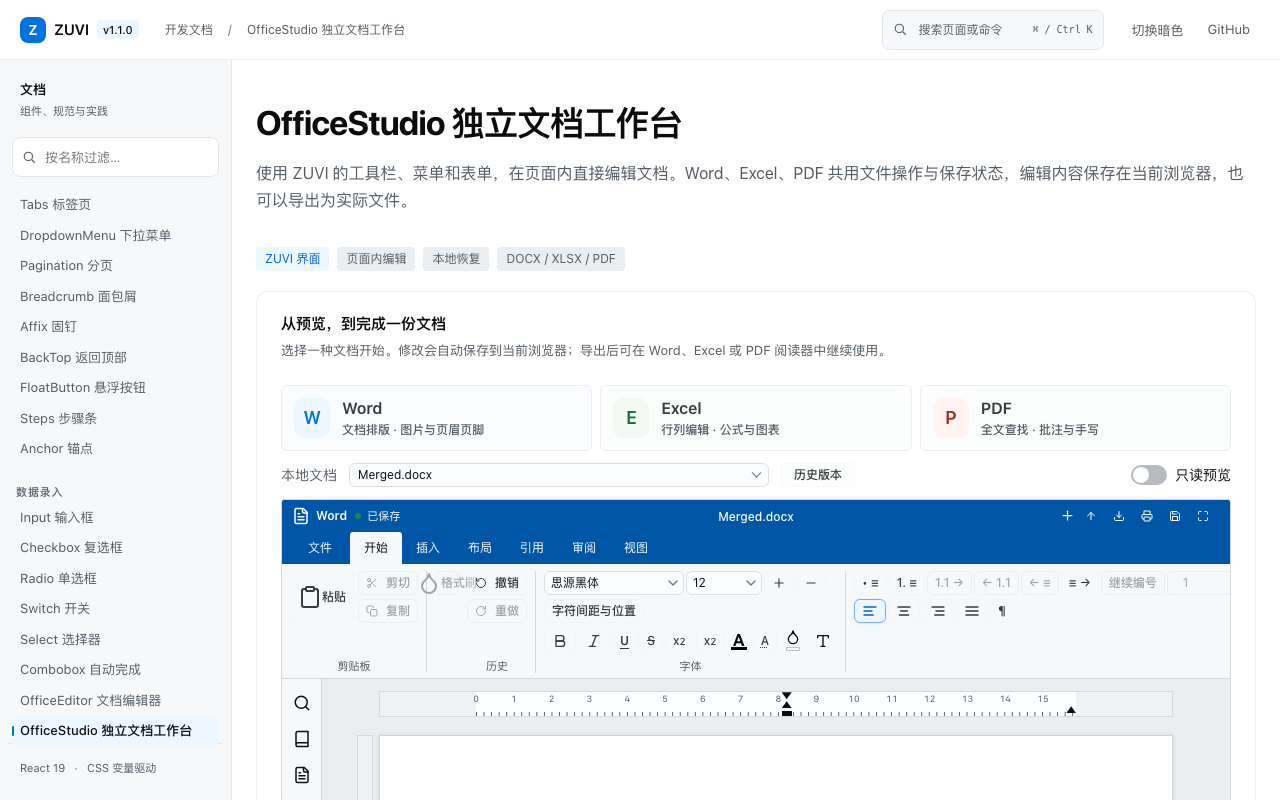 Z ZUVI v1.1.0 开发文档 / OfficeStudio 独立文档工作台 搜索页面或命令 ⌘ / Ctrl K 切换暗色 GitHub
文档
组件、规范与实践
按名称过滤...
Tabs 标签页
DropdownMenu 下拉菜单
Pagination 分页
Breadcrumb 面包屑
Affix 固钉
BackTop 返回顶部
FloatButton 悬浮按钮
Steps 步骤条
Anchor 锚点
数据录入
Input 输入框
Checkbox 复选框
Radio 单选框
Switch 开关
Select 选择器
Combobox 自动完成
OfficeEditor 文档编辑器
OfficeStudio 独立文档工作台
React 19 · CSS 变量驱动
OfficeStudio 独立文档工作台
使用 ZUVI 的工具栏、菜单和表单，在页面内直接编辑文档。Word、Excel、PDF 共用文件操作与保存状态，编辑内容保存在当前浏览器，也
可以导出为实际文件。
ZUVI 界面 页面内编辑 本地恢复 DOCX / XLSX / PDF
从预览，到完成一份文档
选择一种文档开始。修改会自动保存到当前浏览器；导出后可在 Word、Excel 或 PDF 阅读器中继续使用。
W Word
文档排版 · 图片与页眉页脚
E Excel
行列编辑 · 公式与图表
P PDF
全文查找 · 批注与手写
本地文档 Merged.docx 历史版本 只读预览
Word 已保存 Merged.docx
文件 开始 插入 布局 引用 审阅 视图
粘贴 剪切 格式刷 撤销 思源黑体 12 + − • ≡ 1. ≡ 1.1 → ← 1.1 ← ≡ ≡ → 继续编号 1
复制 重做 字符间距与位置 ¶
B I U S x2 x2 A A T
剪贴板 历史 字体
0 1 2 3 4 5 6 7 8 9 10 11 12 13 14 15